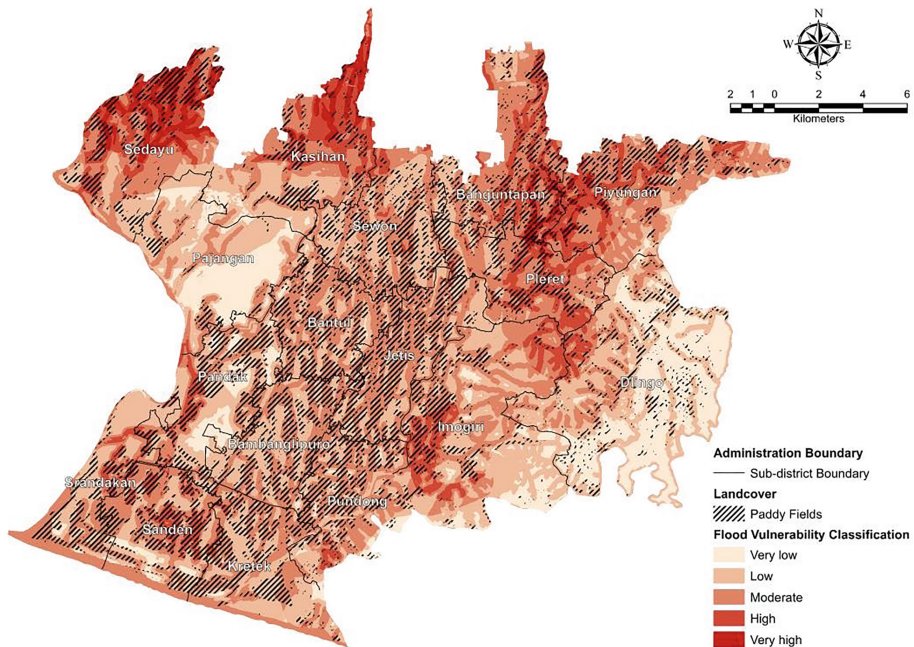 N
W E
S
2 1 0 2 4 6
Kilometers
Sedayu
Kasihan
Banguntapan
Piyungan
Sewon
Pajangan
Pleret
Bantul
Jetis
Pandak
Dlingo
Imogiri
Bambanglipuro
Srandakan
Pundong
Sanden
Kretek
Administration Boundary
Sub-district Boundary
Landcover
Paddy Fields
Flood Vulnerability Classification
Very low
Low
Moderate
High
Very high